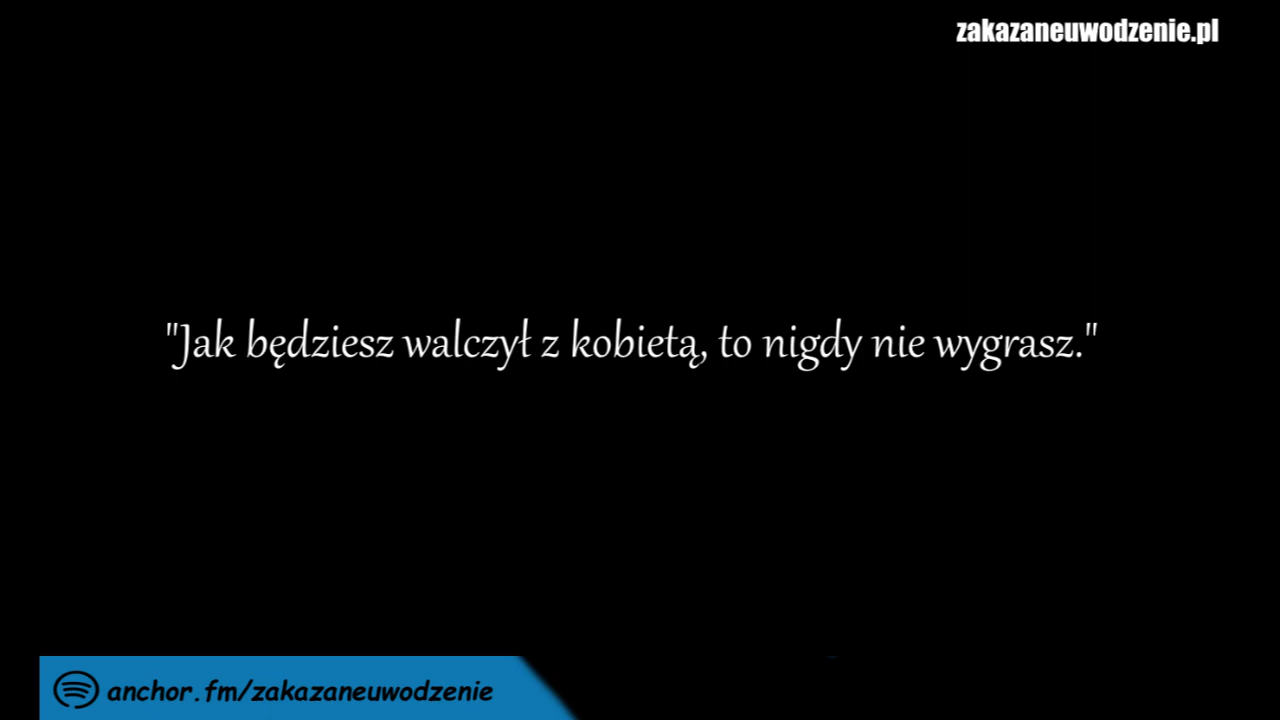 zakazaneuwodzenie.pl
"Jak będziesz walczył z kobietą, to nigdy nie wygrasz."
anchor.fm/zakazaneuwodzenie